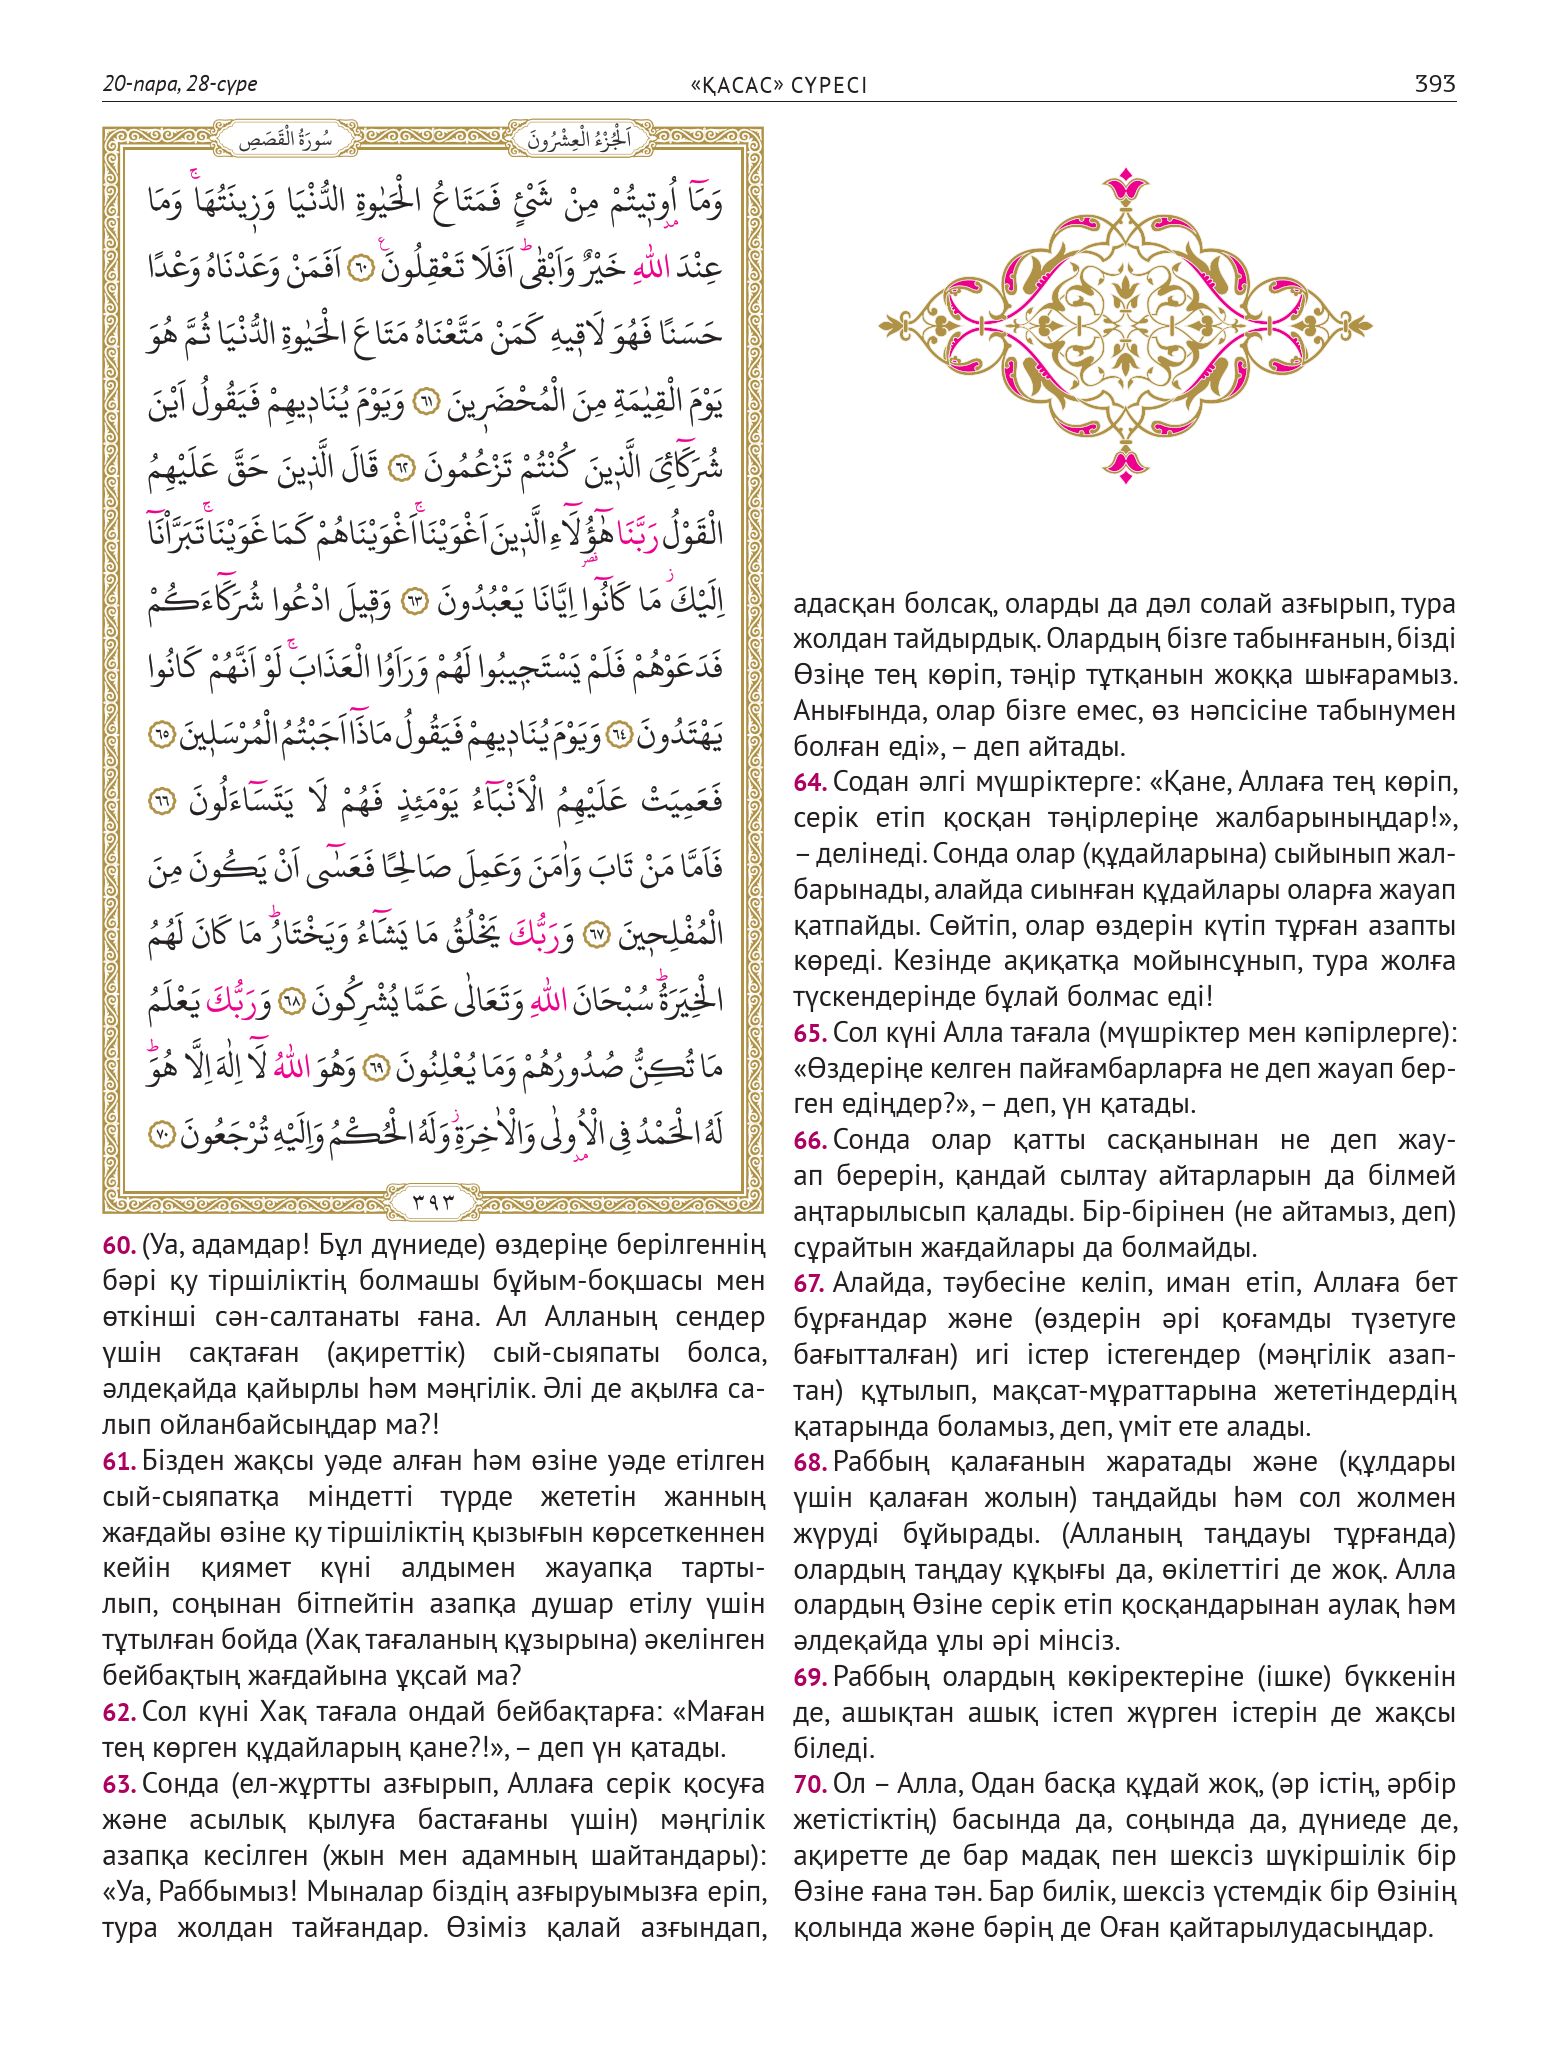 20-пара, 28-сүре
«ҚАСАС» СҮРЕСІ
393
سُورَةُ الْقَصَصِ
اَلْجُزْءُ الْعِشْرُونَ
وَمَٓا اُو۫ت۪يتُمْ مِنْ شَيْئٍ فَمَتَاعُ الْحَيٰوةِ الدُّنْيَا وَز۪ينَتُهَاۚ وَمَا
عِنْدَ اللّٰهِ خَيْرٌ وَاَبْقٰىۜ اَفَلَا تَعْقِلُونَ۟ ﴿٦٠﴾ اَفَمَنْ وَعَدْنَاهُ وَعْدًا
حَسَنًا فَهُوَ لَاق۪يهِ كَمَنْ مَتَّعْنَاهُ مَتَاعَ الْحَيٰوةِ الدُّنْيَا ثُمَّ هُوَ
يَوْمَ الْقِيٰمَةِ مِنَ الْمُحْضَر۪ينَ ﴿٦١﴾ وَيَوْمَ يُنَاد۪يهِمْ فَيَقُولُ اَيْنَ
شُرَكَٓائِيَ الَّذ۪ينَ كُنْتُمْ تَزْعُمُونَ ﴿٦٢﴾ قَالَ الَّذ۪ينَ حَقَّ عَلَيْهِمُ
الْقَوْلُ رَبَّنَا هٰٓؤُ۬لَٓاءِ الَّذ۪ينَ اَغْوَيْنَاۚ اَغْوَيْنَاهُمْ كَمَا غَوَيْنَاۚ تَبَرَّاْنَٓا
اِلَيْكَۘ مَا كَانُٓوا اِيَّانَا يَعْبُدُونَ ﴿٦٣﴾ وَق۪يلَ ادْعُوا شُرَكَٓاءَكُمْ
فَدَعَوْهُمْ فَلَمْ يَسْتَج۪يبُوا لَهُمْ وَرَاَوُا الْعَذَابَۚ لَوْ اَنَّهُمْ كَانُوا
يَهْتَدُونَ ﴿٦٤﴾ وَيَوْمَ يُنَاد۪يهِمْ فَيَقُولُ مَاذَٓا اَجَبْتُمُ الْمُرْسَل۪ينَ ﴿٦٥﴾
فَعَمِيَتْ عَلَيْهِمُ الْاَنْبَٓاءُ يَوْمَئِذٍ فَهُمْ لَا يَتَسَٓاءَلُونَ ﴿٦٦﴾
فَاَمَّا مَنْ تَابَ وَاٰمَنَ وَعَمِلَ صَالِحًا فَعَسٰٓى اَنْ يَكُونَ مِنَ
الْمُفْلِح۪ينَ ﴿٦٧﴾ وَرَبُّكَ يَخْلُقُ مَا يَشَٓاءُ وَيَخْتَارُۜ مَا كَانَ لَهُمُ
الْخِيَرَةُۜ سُبْحَانَ اللّٰهِ وَتَعَالٰى عَمَّا يُشْرِكُونَ ﴿٦٨﴾ وَرَبُّكَ يَعْلَمُ
مَا تُكِنُّ صُدُورُهُمْ وَمَا يُعْلِنُونَ ﴿٦٩﴾ وَهُوَ اللّٰهُ لَٓا اِلٰهَ اِلَّا هُوَۜ
لَهُ الْحَمْدُ فِي الْاُو۫لٰى وَالْاٰخِرَةِۘ وَلَهُ الْحُكْمُ وَاِلَيْهِ تُرْجَعُونَ ﴿٧٠﴾
٣٩٣
60. (Уа, адамдар! Бұл дүниеде) өздеріңе берілгеннің
бәрі қу тіршіліктің болмашы бұйым-боқшасы мен
өткінші сән-салтанаты ғана. Ал Алланың сендер
үшін сақтаған (ақиреттік) сый-сыяпаты болса,
әлдеқайда қайырлы һәм мәңгілік. Әлі де ақылға са-
лып ойланбайсыңдар ма?!
61. Бізден жақсы уәде алған һәм өзіне уәде етілген
сый-сыяпатқа міндетті түрде жететін жанның
жағдайы өзіне қу тіршіліктің қызығын көрсеткеннен
кейін қиямет күні алдымен жауапқа тарты-
лып, соңынан бітпейтін азапқа душар етілу үшін
тұтылған бойда (Хақ тағаланың құзырына) әкелінген
бейбақтың жағдайына ұқсай ма?
62. Сол күні Хақ тағала ондай бейбақтарға: «Маған
тең көрген құдайларың қане?!», – деп үн қатады.
63. Сонда (ел-жұртты азғырып, Аллаға серік қосуға
және асылық қылуға бастағаны үшін) мәңгілік
азапқа кесілген (жын мен адамның шайтандары):
«Уа, Раббымыз! Мыналар біздің азғыруымызға еріп,
тура жолдан тайғандар. Өзіміз қалай азғындап,
адасқан болсақ, оларды да дәл солай азғырып, тура
жолдан тайдырдық. Олардың бізге табынғанын, бізді
Өзіңе тең көріп, тәңір тұтқанын жоққа шығарамыз.
Анығында, олар бізге емес, өз нәпсісіне табынумен
болған еді», – деп айтады.
64. Содан әлгі мүшріктерге: «Қане, Аллаға тең көріп,
серік етіп қосқан тәңірлеріңе жалбарыныңдар!»,
– делінеді. Сонда олар (құдайларына) сыйынып жал-
барынады, алайда сиынған құдайлары оларға жауап
қатпайды. Сөйтіп, олар өздерін күтіп тұрған азапты
көреді. Кезінде ақиқатқа мойынсұнып, тура жолға
түскендерінде бұлай болмас еді!
65. Сол күні Алла тағала (мүшріктер мен кәпірлерге):
«Өздеріңе келген пайғамбарларға не деп жауап бер-
ген едіңдер?», – деп, үн қатады.
66. Сонда олар қатты сасқанынан не деп жау-
ап берерін, қандай сылтау айтарларын да білмей
аңтарылысып қалады. Бір-бірінен (не айтамыз, деп)
сұрайтын жағдайлары да болмайды.
67. Алайда, тәубесіне келіп, иман етіп, Аллаға бет
бұрғандар және (өздерін әрі қоғамды түзетуге
бағытталған) игі істер істегендер (мәңгілік азап-
тан) құтылып, мақсат-мұраттарына жететіндердің
қатарында боламыз, деп, үміт ете алады.
68. Раббың қалағанын жаратады және (құлдары
үшін қалаған жолын) таңдайды һәм сол жолмен
жүруді бұйырады. (Алланың таңдауы тұрғанда)
олардың таңдау құқығы да, өкілеттігі де жоқ. Алла
олардың Өзіне серік етіп қосқандарынан аулақ һәм
әлдеқайда ұлы әрі мінсіз.
69. Раббың олардың көкіректеріне (ішке) бүккенін
де, ашықтан ашық істеп жүрген істерін де жақсы
біледі.
70. Ол – Алла, Одан басқа құдай жоқ, (әр істің, әрбір
жетістіктің) басында да, соңында да, дүниеде де,
ақиретте де бар мадақ пен шексіз шүкіршілік бір
Өзіне ғана тән. Бар билік, шексіз үстемдік бір Өзінің
қолында және бәрің де Оған қайтарылудасыңдар.